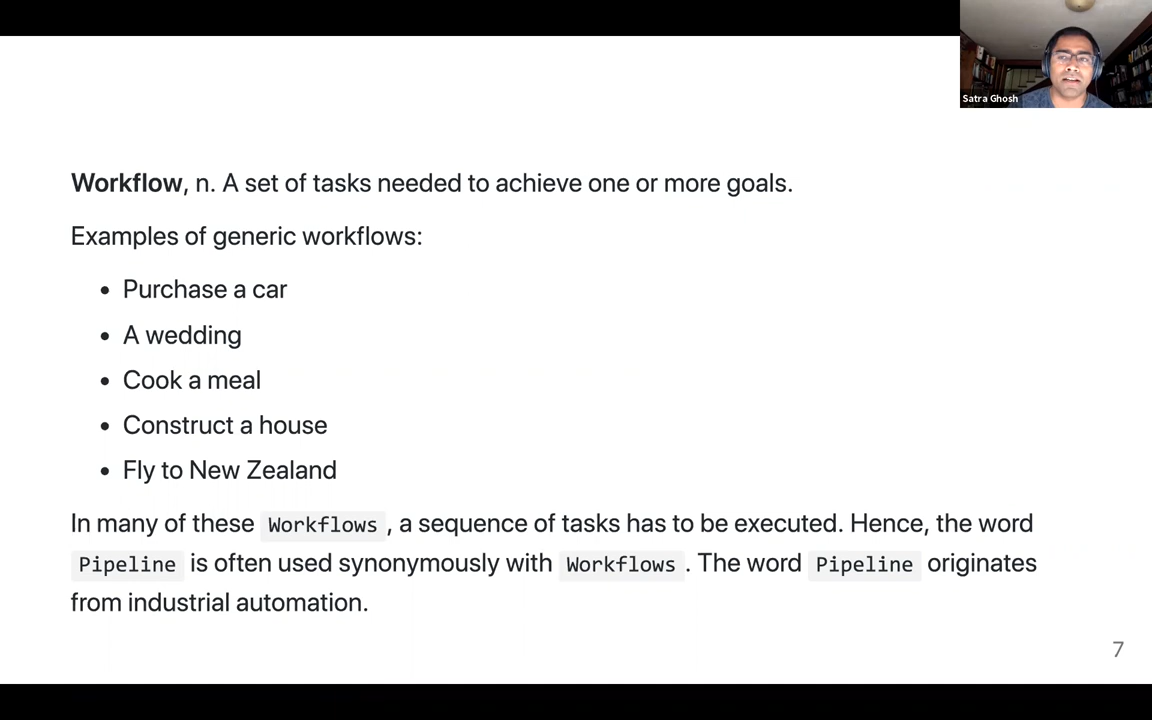 Satra Ghosh
Workflow, n. A set of tasks needed to achieve one or more goals.
Examples of generic workflows:
• Purchase a car
• A wedding
• Cook a meal
• Construct a house
• Fly to New Zealand
In many of these Workflows , a sequence of tasks has to be executed. Hence, the word
Pipeline is often used synonymously with Workflows . The word Pipeline originates
from industrial automation.
7